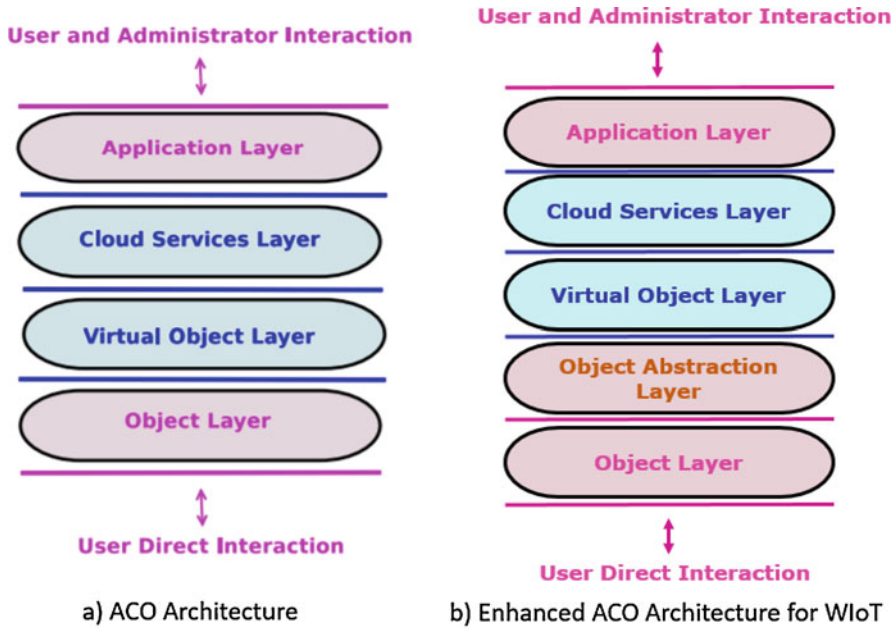 User and Administrator Interaction
Application Layer
Cloud Services Layer
Virtual Object Layer
Object Layer
User Direct Interaction
a) ACO Architecture
User and Administrator Interaction
Application Layer
Cloud Services Layer
Virtual Object Layer
Object Abstraction
Layer
Object Layer
User Direct Interaction
b) Enhanced ACO Architecture for WIoT